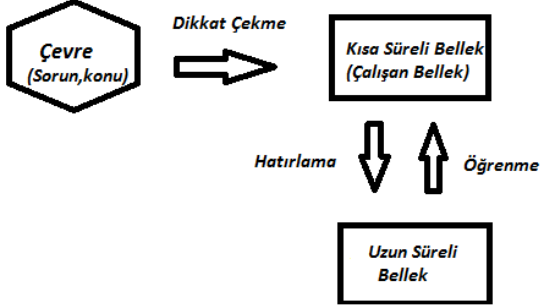 Dikkat Çekme
Çevre
(Sorun,konu)
Kısa Süreli Bellek
(Çalışan Bellek)
Hatırlama
Öğrenme
Uzun Süreli
Bellek